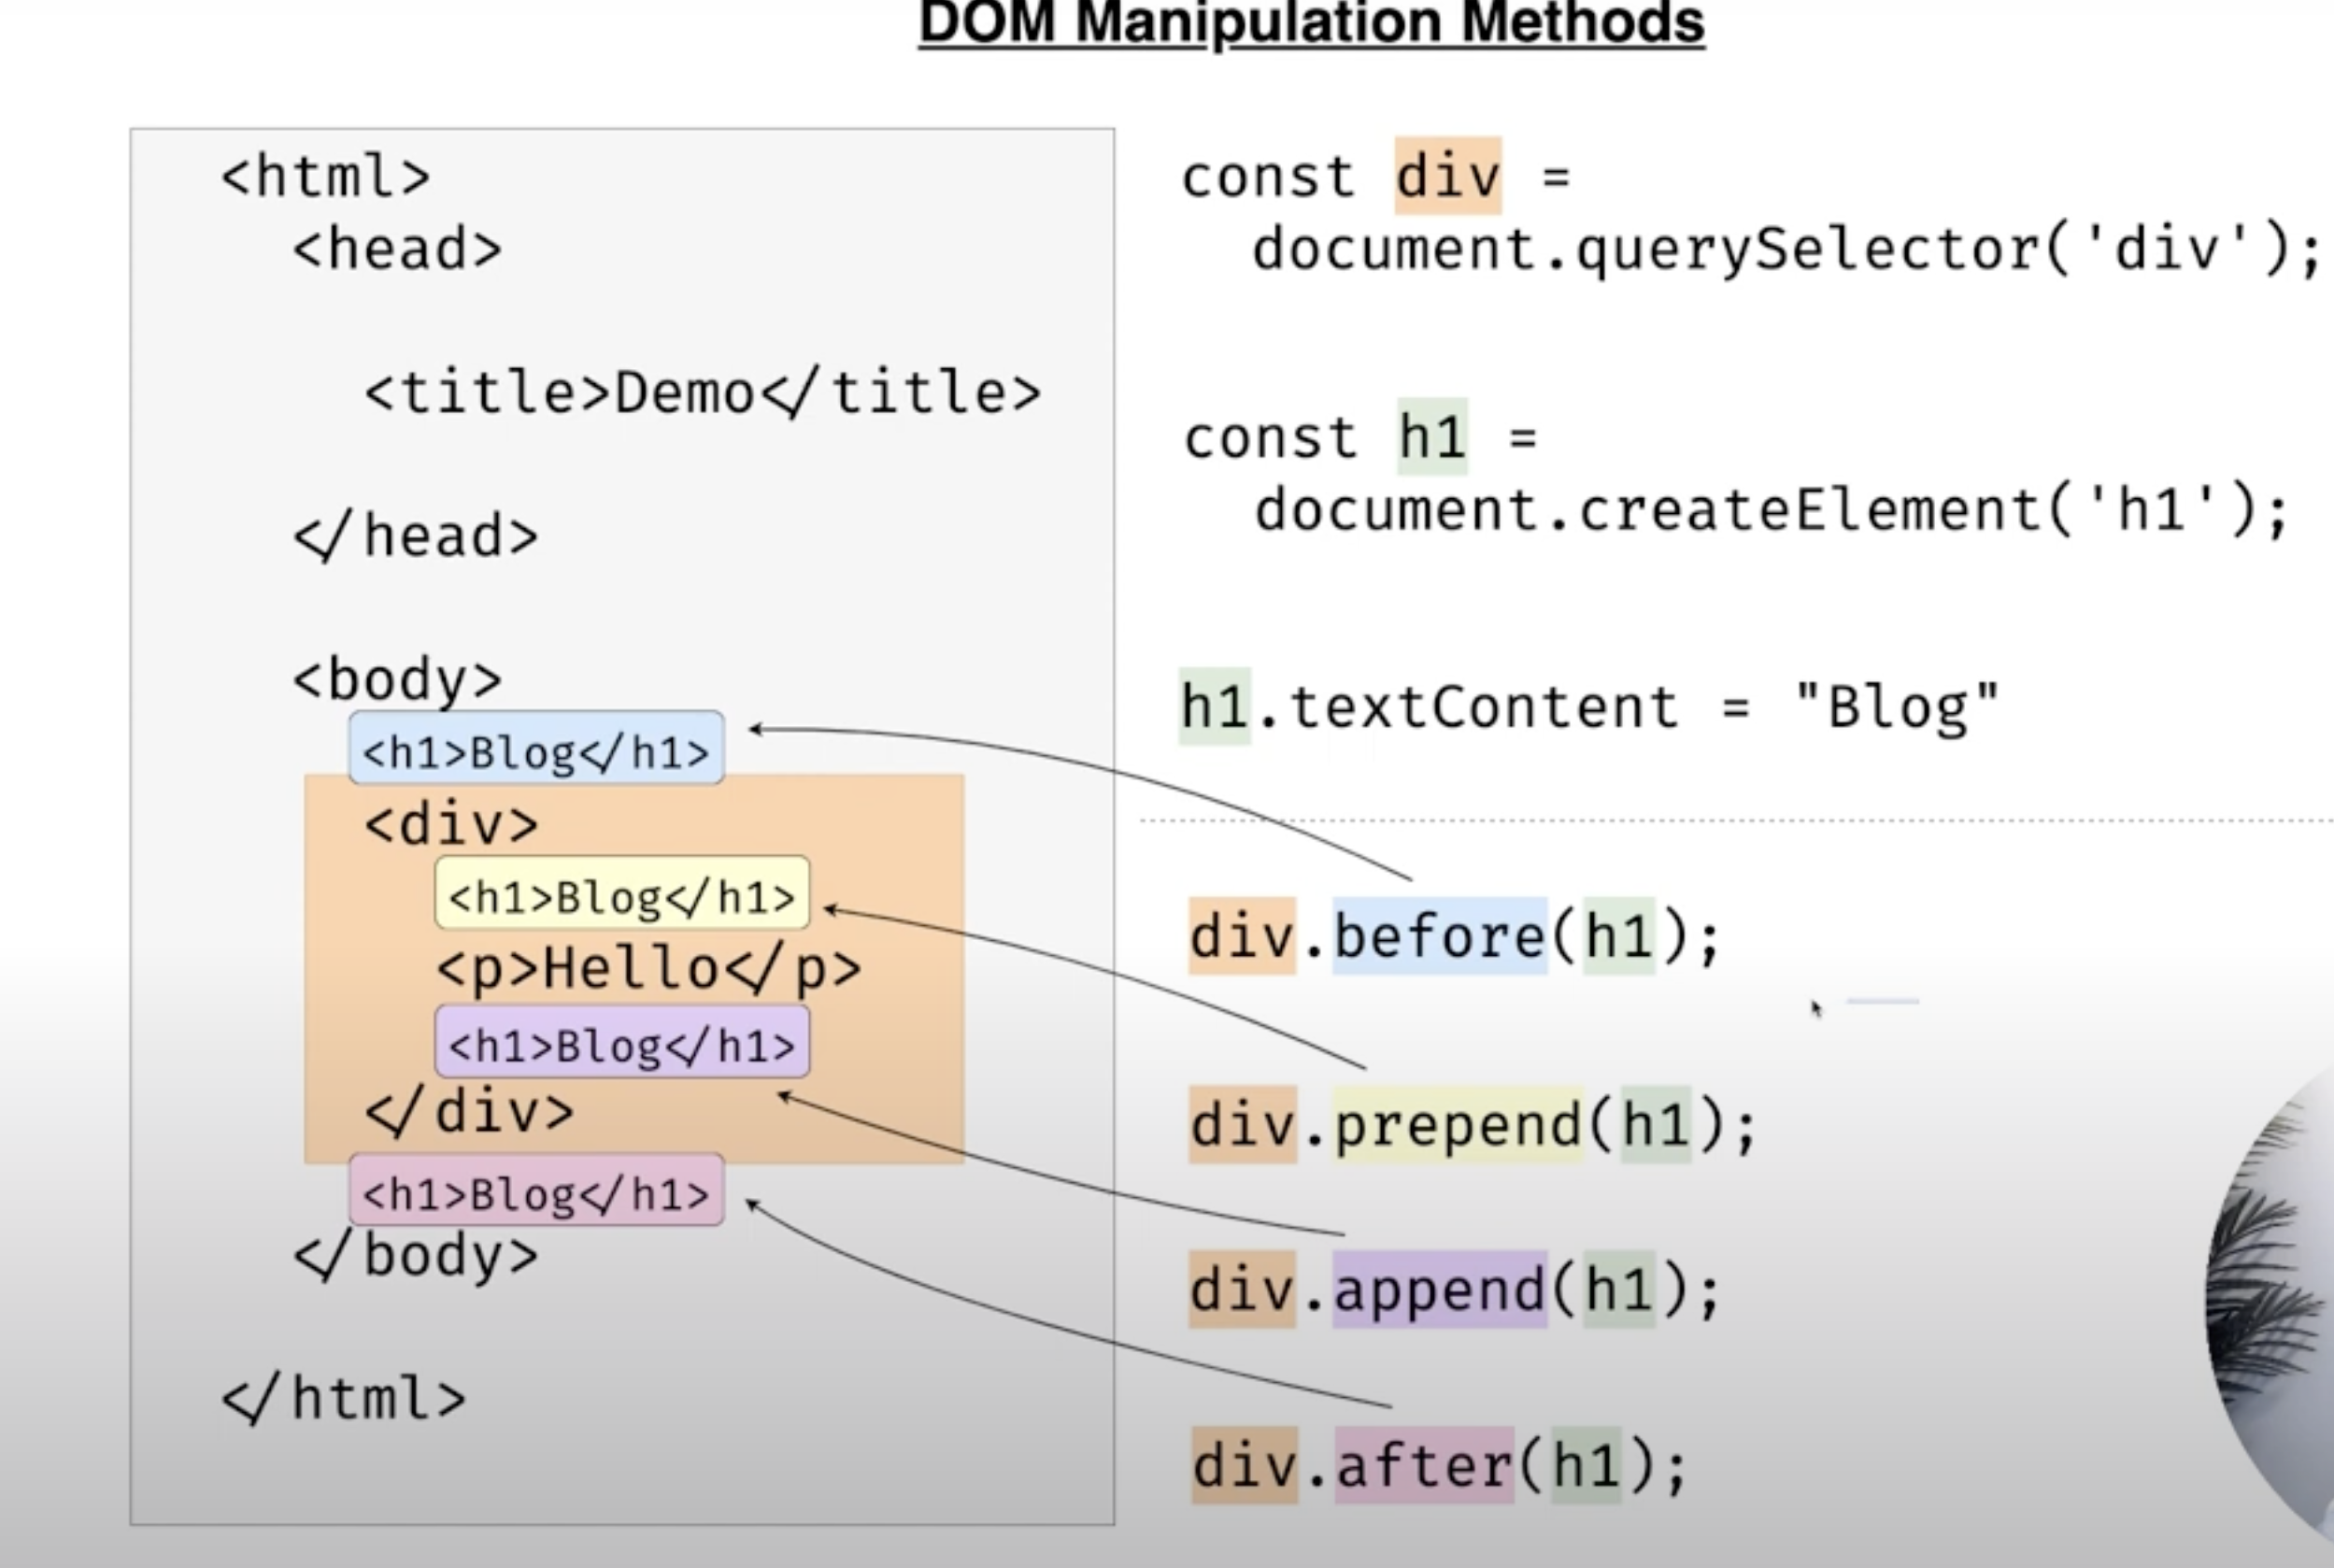 DOM Manipulation Methods
<html>
<head>
<title>Demo</title>
</head>
<body>
<h1>Blog</h1>
<div>
<h1>Blog</h1>
<p>Hello</p>
<h1>Blog</h1>
</div>
<h1>Blog</h1>
</body>
</html>
const div =
document.querySelector('div');
const h1 =
document.createElement('h1');
h1.textContent = "Blog"
div.before(h1);
div.prepend(h1);
div.append(h1);
div.after(h1);